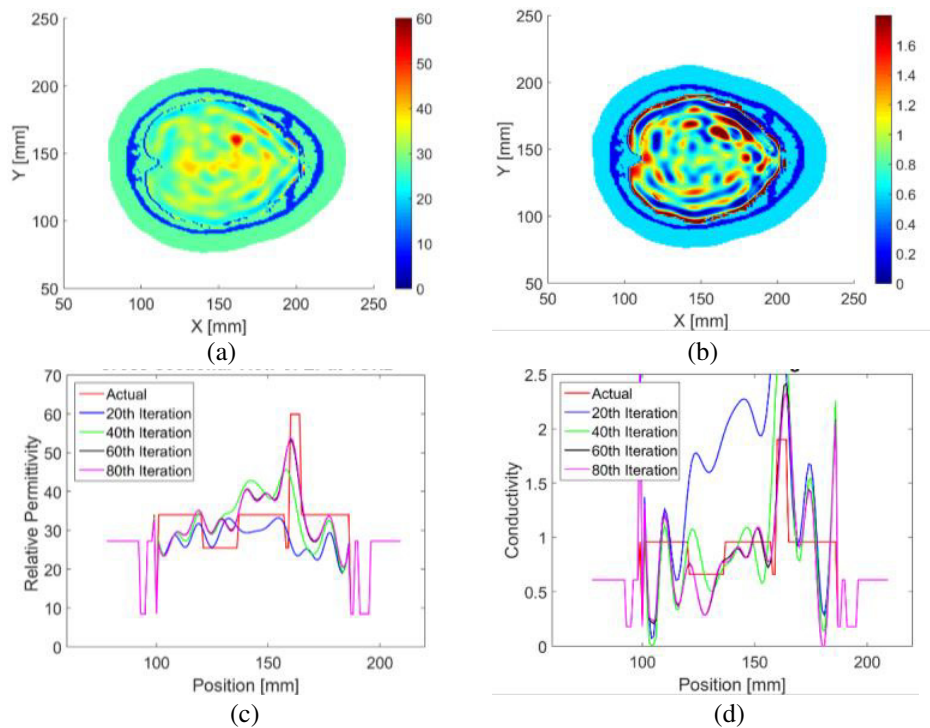 250
200
150
100
50
Y [mm]
50
100
150
200
250
X [mm]
60
50
40
30
20
10
0
(a)
250
200
150
100
50
Y [mm]
50
100
150
200
250
X [mm]
1.6
1.4
1.2
1
0.8
0.6
0.4
0.2
0
(b)
70
60
50
40
30
20
10
0
Relative Permittivity
Actual
20th Iteration
40th Iteration
60th Iteration
80th Iteration
100
150
200
Position [mm]
(c)
2.5
2
1.5
1
0.5
0
Conductivity
Actual
20th Iteration
40th Iteration
60th Iteration
80th Iteration
100
150
200
Position [mm]
(d)